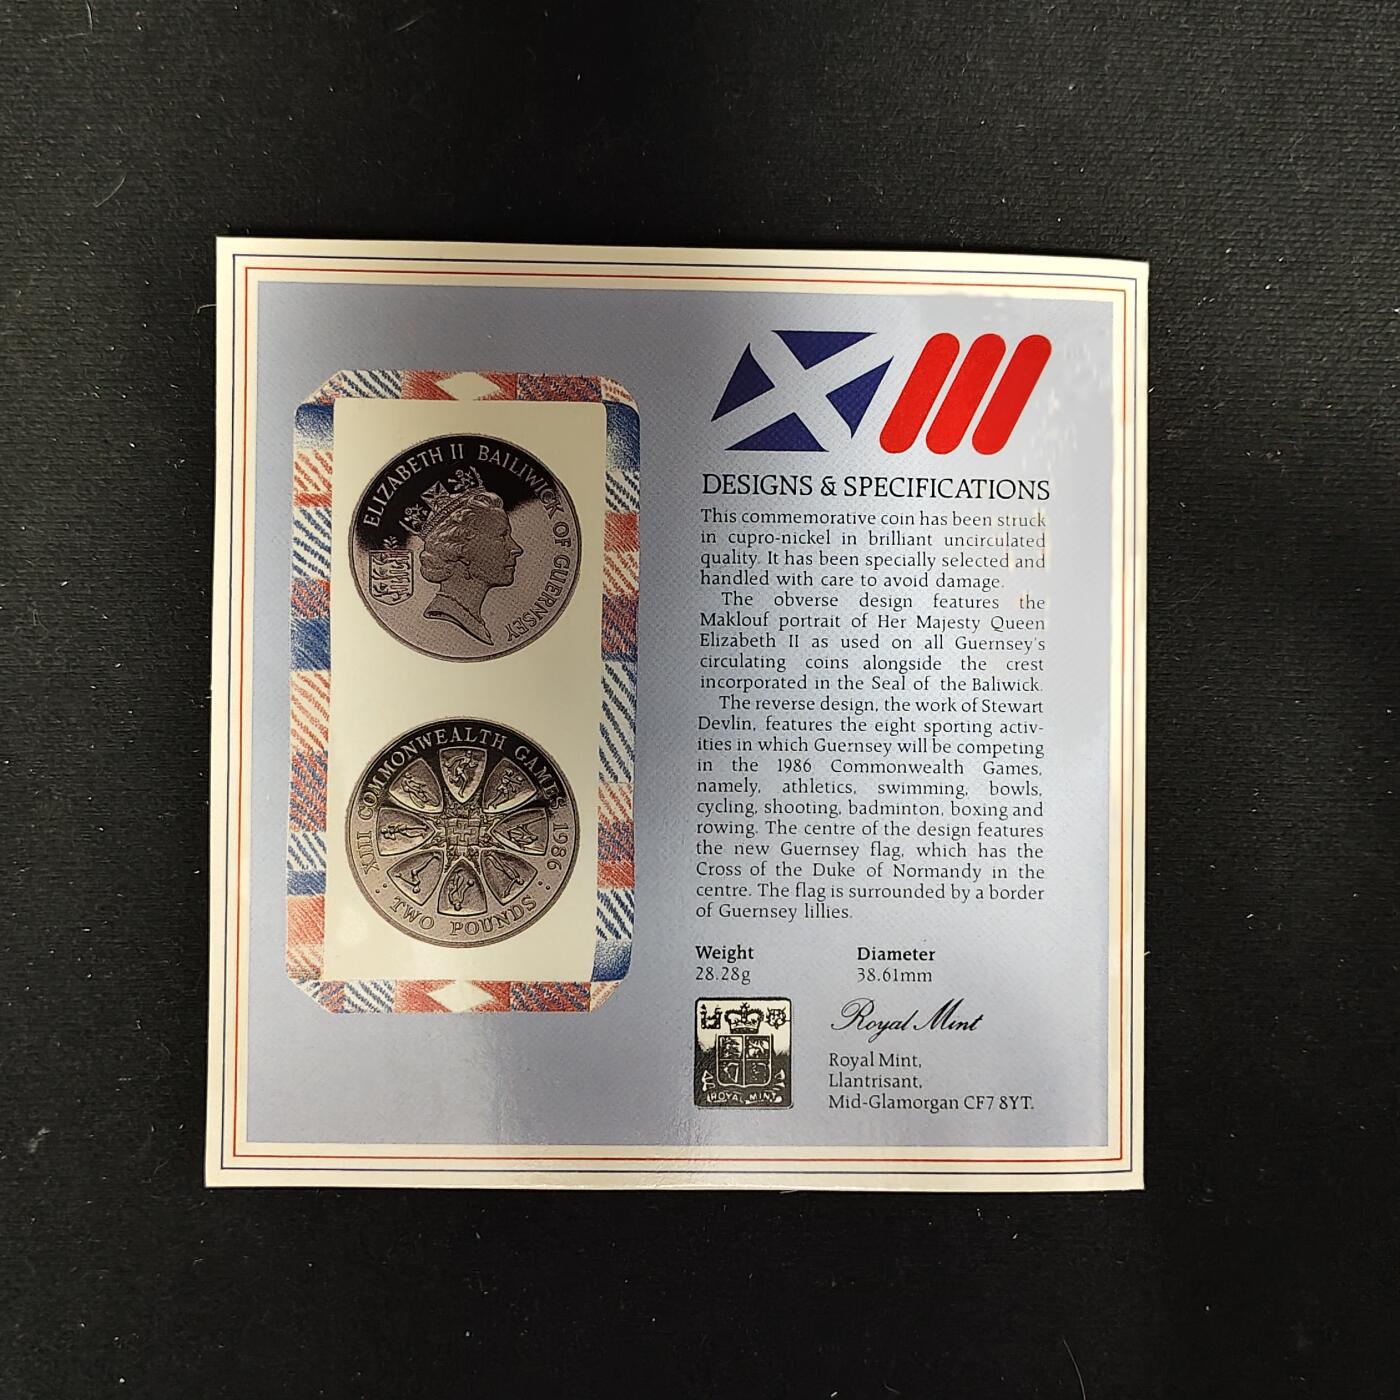 ELIZABETH II BAILIWICK OF GUERNSEY
XIII COMMONWEALTH GAMES 1986
: TWO POUNDS :
DESIGNS & SPECIFICATIONS
This commemorative coin has been struck
in cupro-nickel in brilliant uncirculated
quality. It has been specially selected and
handled with care to avoid damage.
The obverse design features the
Maklouf portrait of Her Majesty Queen
Elizabeth II as used on all Guernsey's
circulating coins alongside the crest
incorporated in the Seal of the Baliwick.
The reverse design, the work of Stewart
Devlin, features the eight sporting activ-
ities in which Guernsey will be competing
in the 1986 Commonwealth Games,
namely, athletics, swimming, bowls,
cycling, shooting, badminton, boxing and
rowing. The centre of the design features
the new Guernsey flag, which has the
Cross of the Duke of Normandy in the
centre. The flag is surrounded by a border
of Guernsey lillies.
Weight Diameter
28.28g 38.61mm
ROYAL MINT
Royal Mint
Royal Mint,
Llantrisant,
Mid-Glamorgan CF7 8YT.